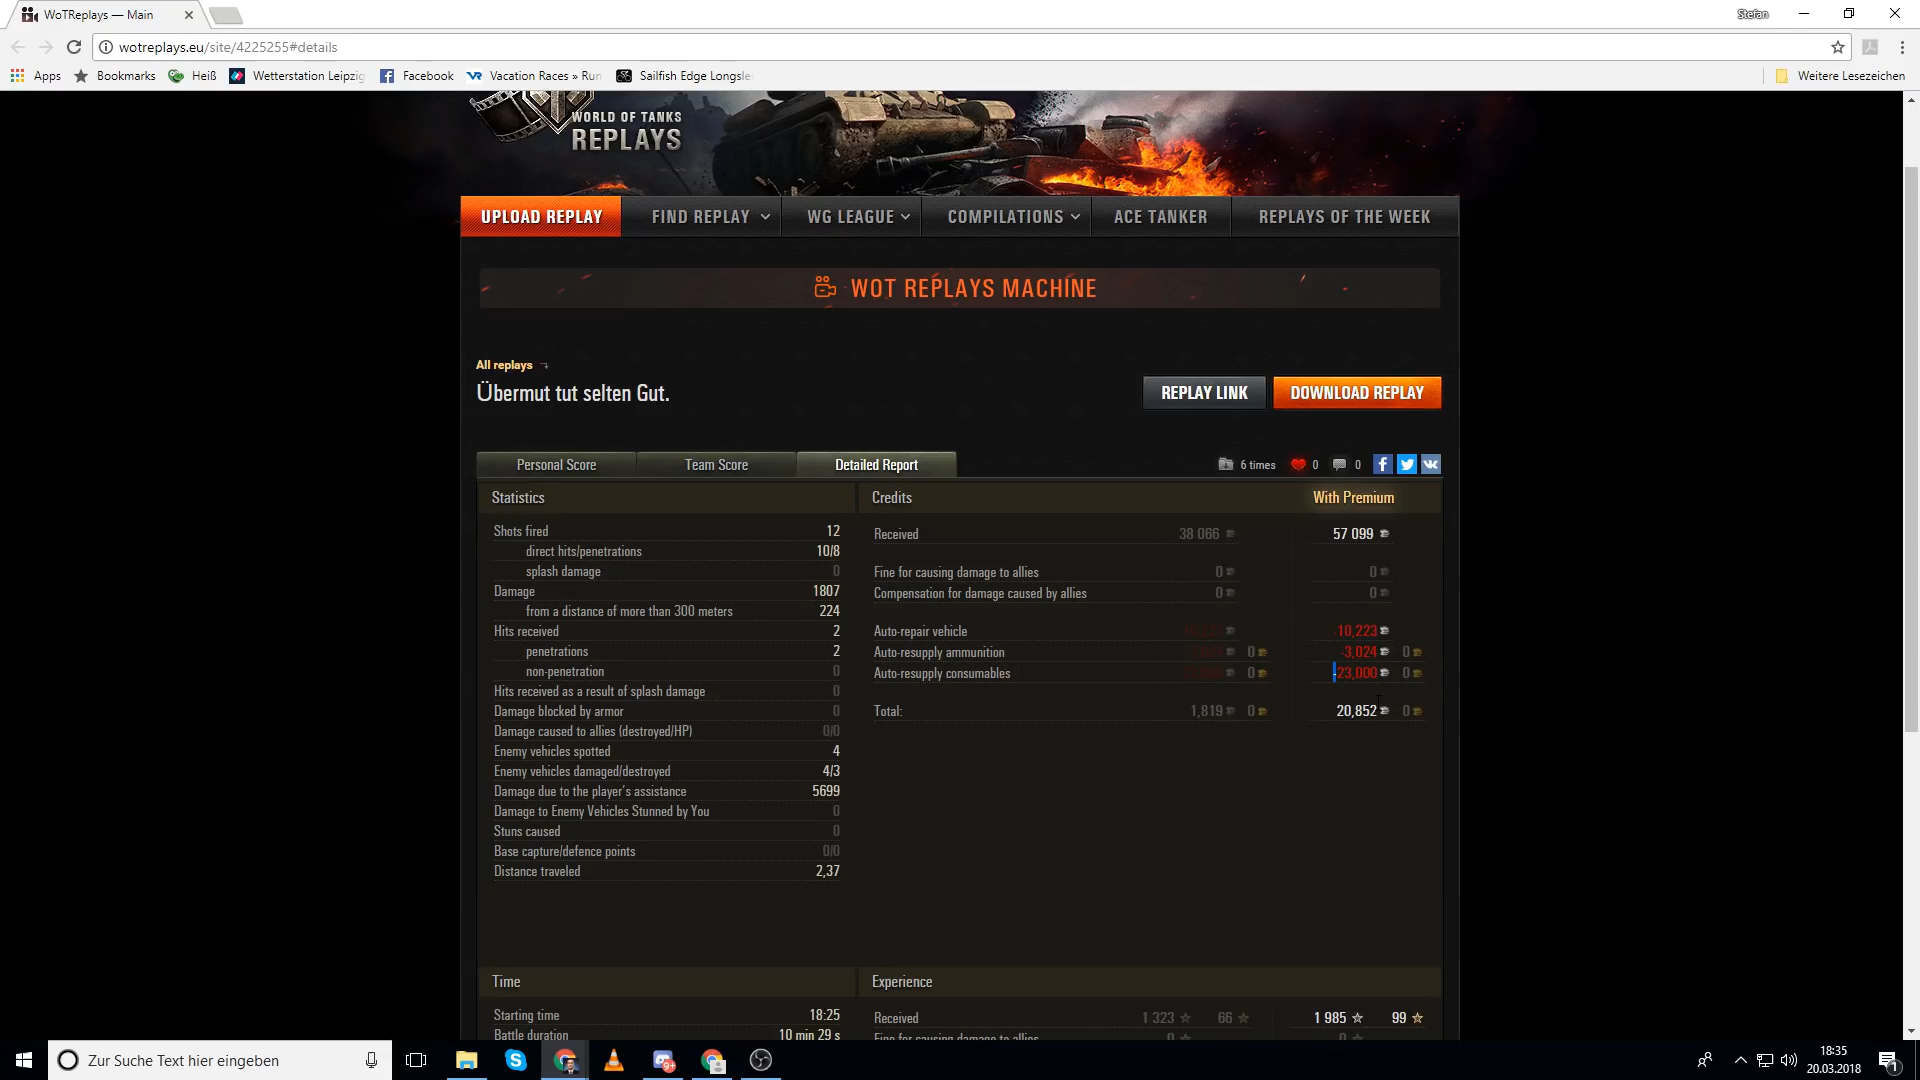 WoTReplays — Main
Stefan
wotreplays.eu/site/4225255#details
Apps Bookmarks Heiß Wetterstation Leipzig Facebook Vacation Races » Run Sailfish Edge Longsle Weitere Lesezeichen
WORLD OF TANKS
REPLAYS
UPLOAD REPLAY FIND REPLAY WG LEAGUE COMPILATIONS ACE TANKER REPLAYS OF THE WEEK
WOT REPLAYS MACHINE
All replays
Übermut tut selten Gut.
REPLAY LINK DOWNLOAD REPLAY
Personal Score Team Score Detailed Report 6 times 0 0
Statistics Credits With Premium
Shots fired 12
Received 38 066 57 099
direct hits/penetrations 10/8
splash damage 0
Fine for causing damage to allies 0 0
Damage 1807
Compensation for damage caused by allies 0 0
from a distance of more than 300 meters 224
Hits received 2
Auto-repair vehicle -10,223
penetrations 2
Auto-resupply ammunition 0 -3,024 0
non-penetration 0
Auto-resupply consumables 0 -23,000 0
Hits received as a result of splash damage 0
Damage blocked by armor 0
Total: 1,819 0 20,852 0
Damage caused to allies (destroyed/HP) 0/0
Enemy vehicles spotted 4
Enemy vehicles damaged/destroyed 4/3
Damage due to the player's assistance 5699
Damage to Enemy Vehicles Stunned by You 0
Stuns caused 0
Base capture/defence points 0/0
Distance traveled 2,37
Time Experience
Starting time 18:25
Received 1 323 66 1 985 99
Battle duration 10 min 29 s
Fine for causing damage to allies 0 0
Zur Suche Text hier eingeben
18:35
20.03.2018